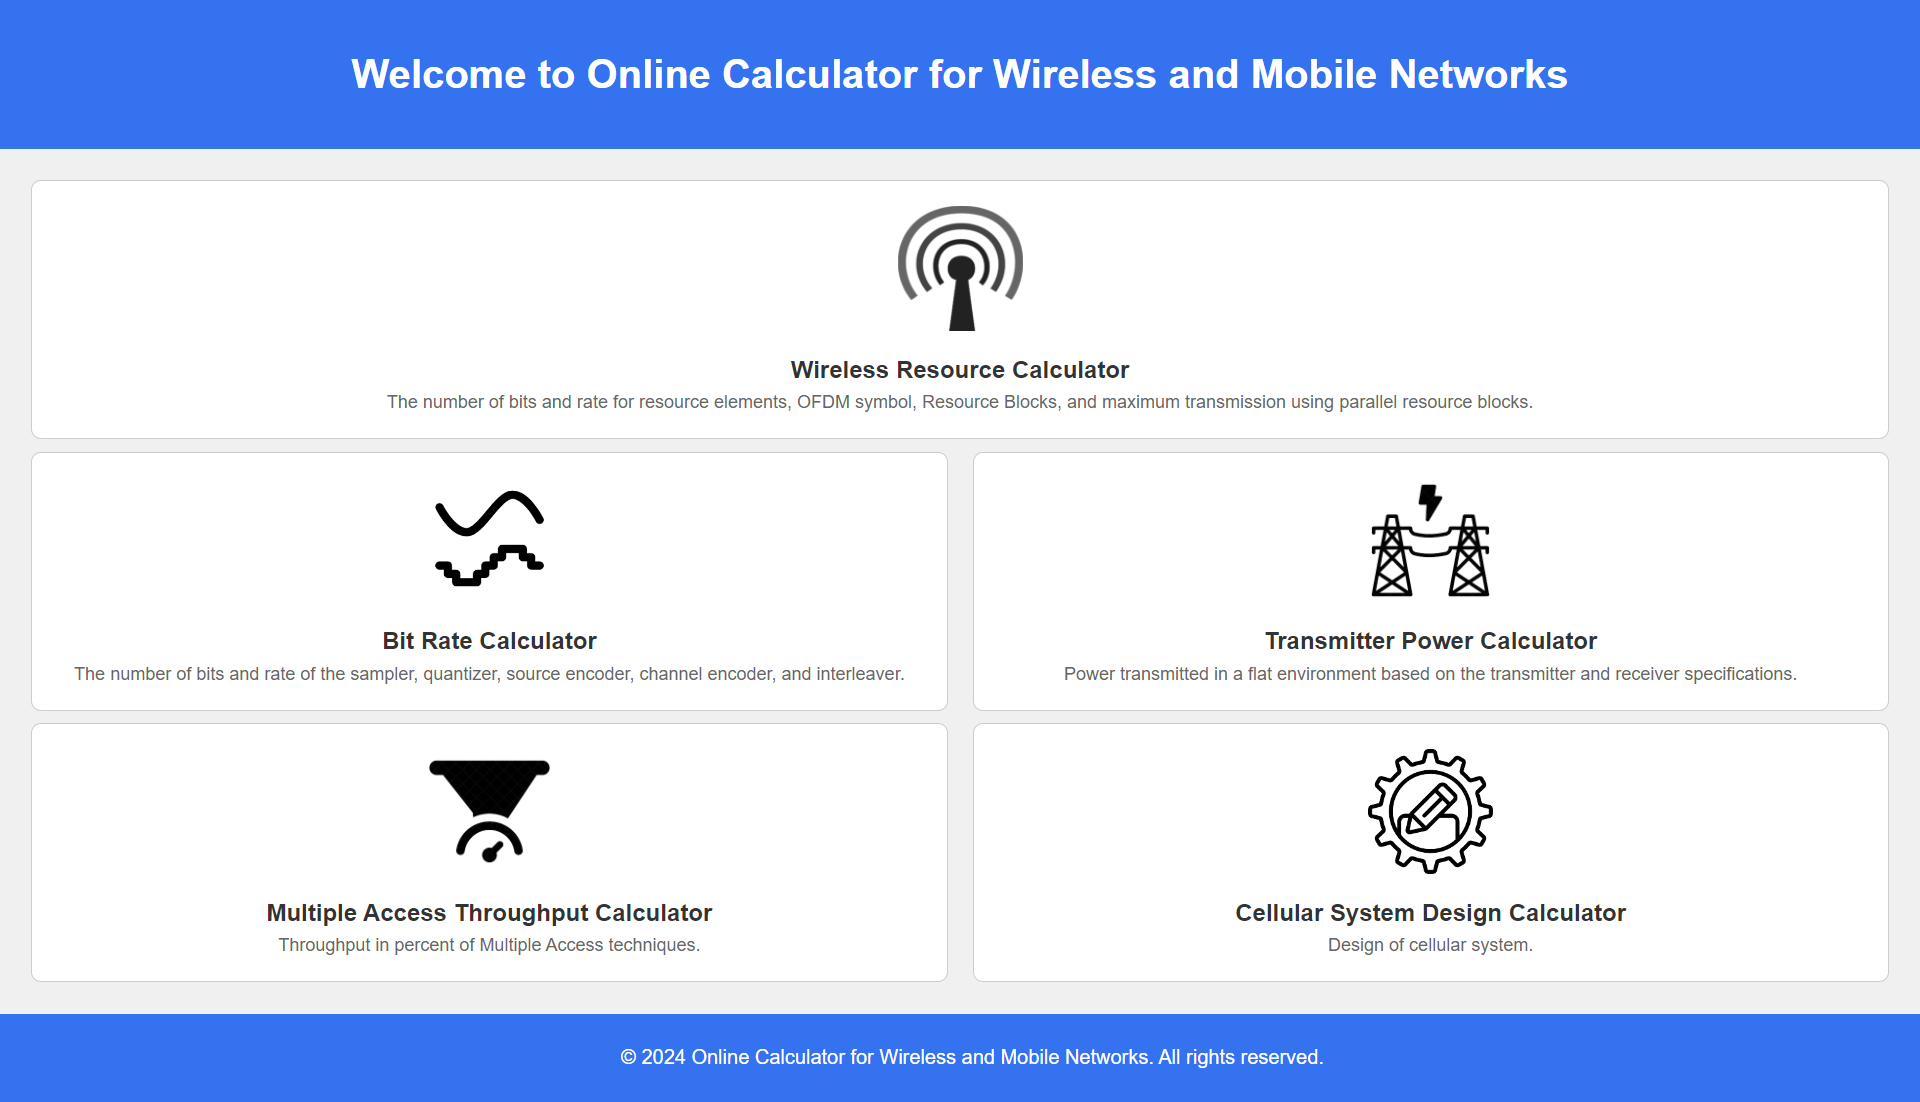 Welcome to Online Calculator for Wireless and Mobile Networks
Wireless Resource Calculator
The number of bits and rate for resource elements, OFDM symbol, Resource Blocks, and maximum transmission using parallel resource blocks.
Bit Rate Calculator
The number of bits and rate of the sampler, quantizer, source encoder, channel encoder, and interleaver.
Transmitter Power Calculator
Power transmitted in a flat environment based on the transmitter and receiver specifications.
Multiple Access Throughput Calculator
Throughput in percent of Multiple Access techniques.
Cellular System Design Calculator
Design of cellular system.
© 2024 Online Calculator for Wireless and Mobile Networks. All rights reserved.